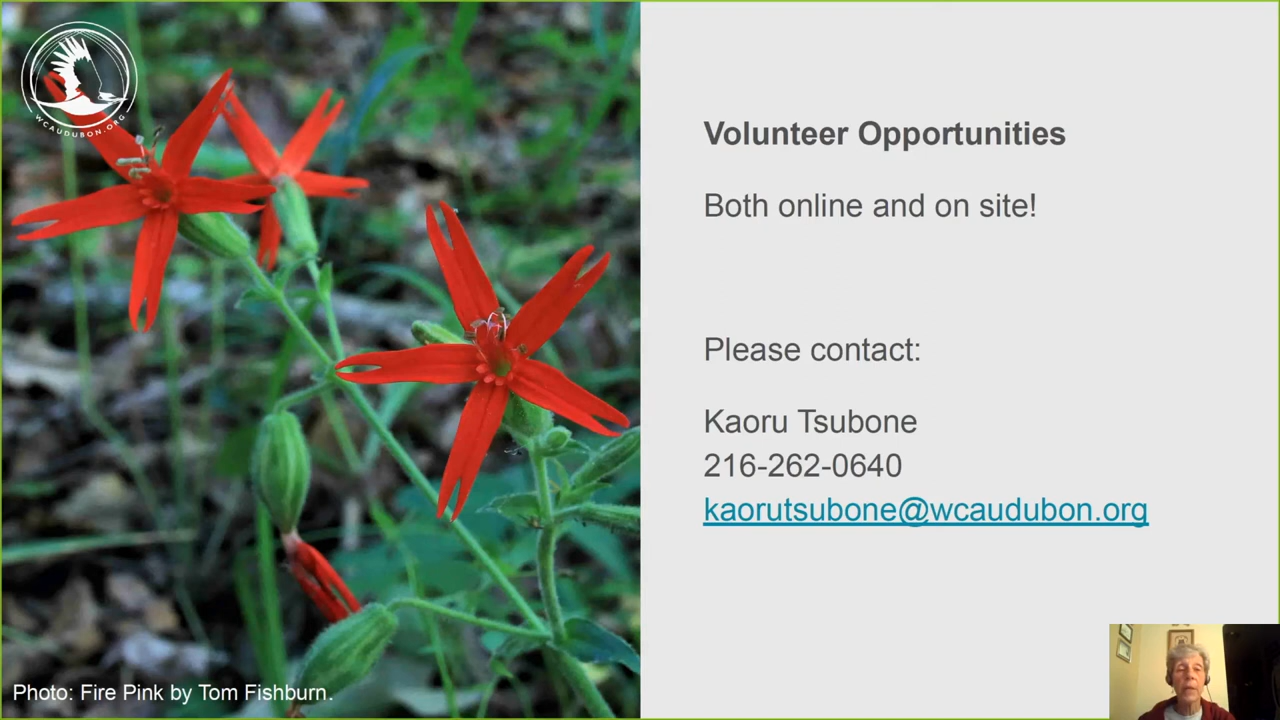 WCAUDUBON.ORG
Volunteer Opportunities
Both online and on site!
Please contact:
Kaoru Tsubone
216-262-0640
kaorutsubone@wcaudubon.org
Photo: Fire Pink by Tom Fishburn.